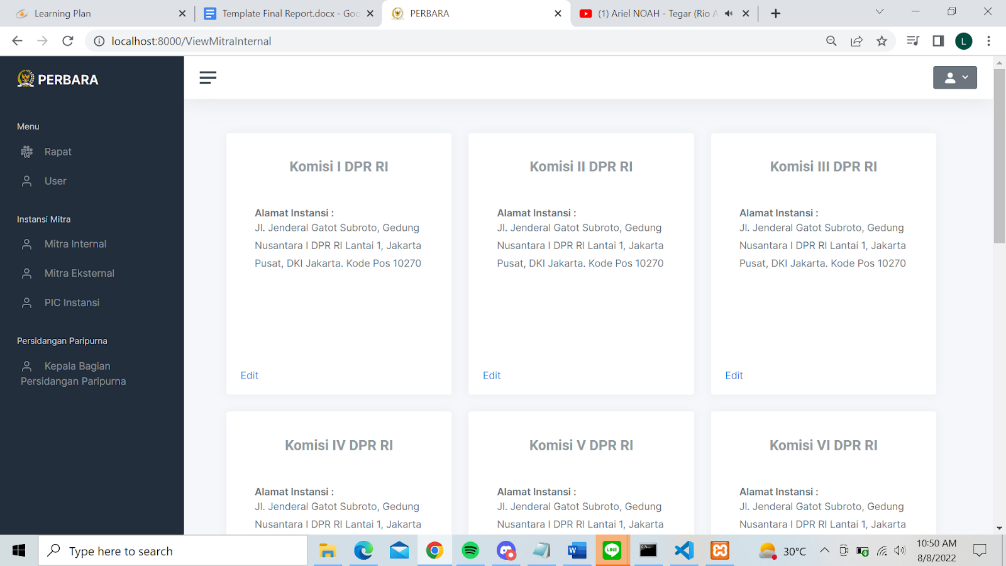 Learning Plan
Template Final Report.docx - Goo
PERBARA
(1) Ariel NOAH - Tegar (Rio A
localhost:8000/ViewMitraInternal
L
PERBARA
Menu
Rapat
User
Instansi Mitra
Mitra Internal
Mitra Eksternal
PIC Instansi
Persidangan Paripurna
Kepala Bagian
Persidangan Paripurna
Komisi I DPR RI
Alamat Instansi :
Jl. Jenderal Gatot Subroto, Gedung
Nusantara I DPR RI Lantai 1, Jakarta
Pusat, DKI Jakarta. Kode Pos 10270
Edit
Komisi II DPR RI
Alamat Instansi :
Jl. Jenderal Gatot Subroto, Gedung
Nusantara I DPR RI Lantai 1, Jakarta
Pusat, DKI Jakarta. Kode Pos 10270
Edit
Komisi III DPR RI
Alamat Instansi :
Jl. Jenderal Gatot Subroto, Gedung
Nusantara I DPR RI Lantai 1, Jakarta
Pusat, DKI Jakarta. Kode Pos 10270
Edit
Komisi IV DPR RI
Alamat Instansi :
Jl. Jenderal Gatot Subroto, Gedung
Nusantara I DPR RI Lantai 1, Jakarta
Komisi V DPR RI
Alamat Instansi :
Jl. Jenderal Gatot Subroto, Gedung
Nusantara I DPR RI Lantai 1, Jakarta
Komisi VI DPR RI
Alamat Instansi :
Jl. Jenderal Gatot Subroto, Gedung
Nusantara I DPR RI Lantai 1, Jakarta
Type here to search
30°C
10:50 AM
8/8/2022